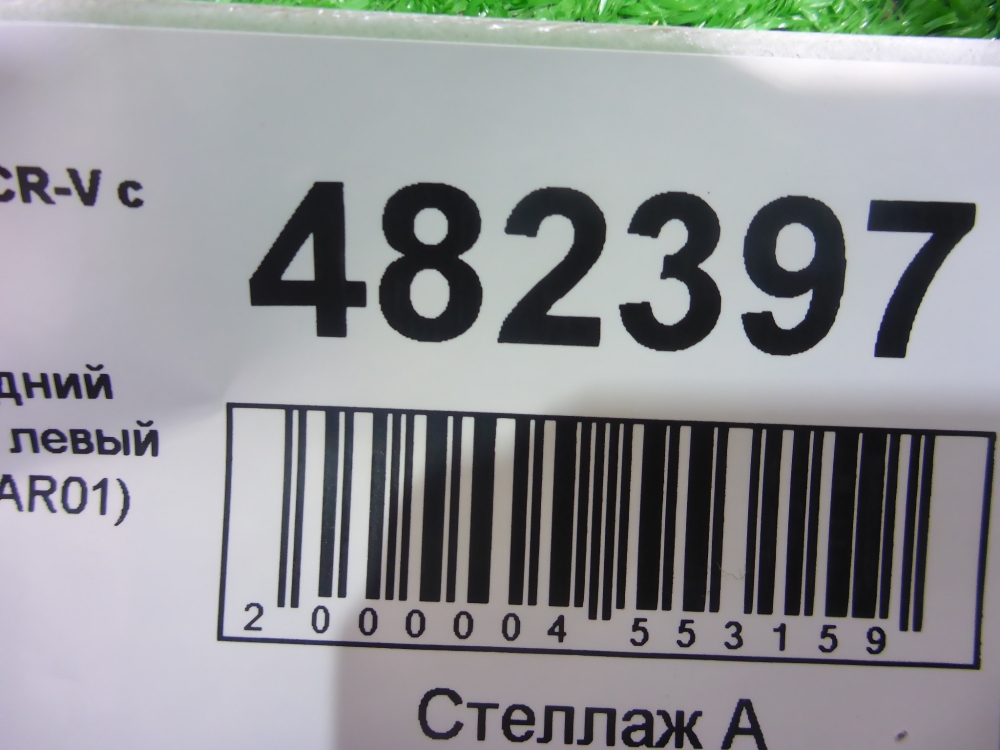 CR-V с
482397
дний
левый
AR01)
2 000004 553159
Стеллаж А